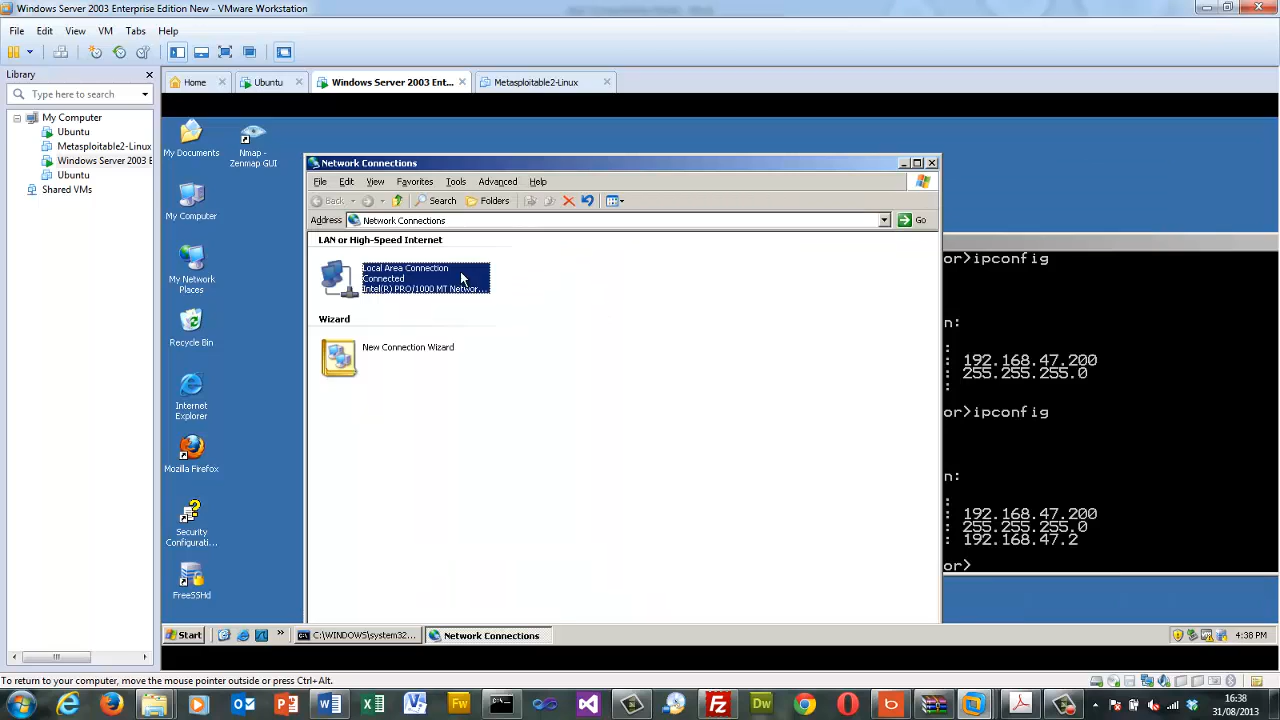 Windows Server 2003 Enterprise Edition New - VMware Workstation
File Edit View VM Tabs Help
Library
Home Ubuntu Windows Server 2003 Ent... Metasploitable2-Linux
Type here to search
My Computer
Ubuntu
Metasploitable2-Linux
Windows Server 2003 E
Ubuntu
Shared VMs
My Documents
Nmap -
Zenmap GUI
My Computer
My Network
Places
Recycle Bin
Internet
Explorer
Mozilla Firefox
Security
Configurati...
FreeSSHd
Network Connections
File Edit View Favorites Tools Advanced Help
Back Search Folders
Address Network Connections Go
LAN or High-Speed Internet
Local Area Connection
Connected
Intel(R) PRO/1000 MT Networ...
Wizard
New Connection Wizard
or>ipconfig
n:
:
: 192.168.47.200
: 255.255.255.0
:
or>ipconfig
n:
:
: 192.168.47.200
: 255.255.255.0
: 192.168.47.2
or>
Start C:\WINDOWS\system32... Network Connections 4:38 PM
To return to your computer, move the mouse pointer outside or press Ctrl+Alt.
16:38
31/08/2013